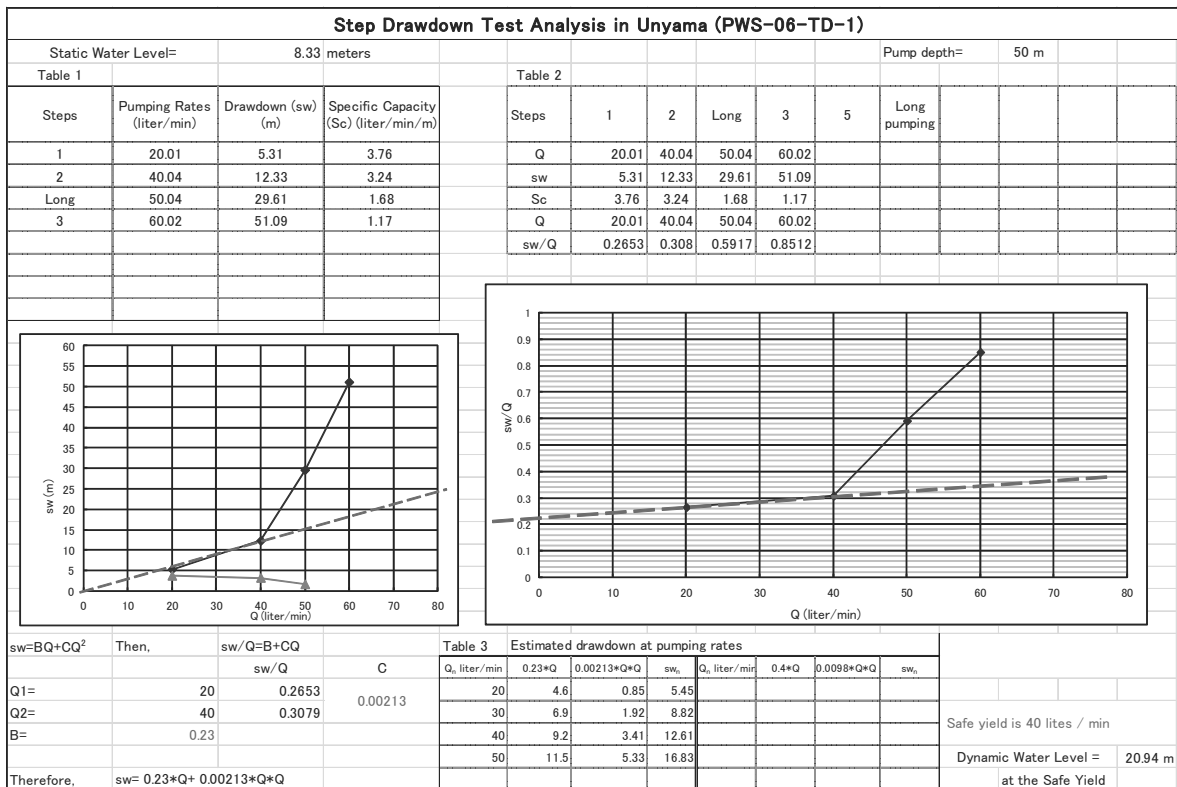 Step Drawdown Test Analysis in Unyama (PWS-06-TD-1)
Static Water Level= 8.33 meters Pump depth= 50 m
Table 1
Steps Pumping Rates (liter/min) Drawdown (sw) (m) Specific Capacity (Sc) (liter/min/m)
1 20.01 5.31 3.76
2 40.04 12.33 3.24
Long 50.04 29.61 1.68
3 60.02 51.09 1.17
Table 2
Steps 1 2 Long 3 5 Long pumping
Q 20.01 40.04 50.04 60.02
sw 5.31 12.33 29.61 51.09
Sc 3.76 3.24 1.68 1.17
Q 20.01 40.04 50.04 60.02
sw/Q 0.2653 0.308 0.5917 0.8512
60
55
50
45
40
35
30
25
20
15
10
5
0
sw (m)
0 10 20 30 40 50 60 70 80
Q (liter/min)
1
0.9
0.8
0.7
0.6
0.5
0.4
0.3
0.2
0.1
0
sw/Q
0 10 20 30 40 50 60 70 80
Q (liter/min)
sw=BQ+CQ² Then, sw/Q=B+CQ
sw/Q C
Q1= 20 0.2653 0.00213
Q2= 40 0.3079
B= 0.23
Therefore, sw= 0.23*Q+ 0.00213*Q*Q
Table 3 Estimated drawdown at pumping rates
Qn liter/min 0.23*Q 0.00213*Q*Q swn Qn liter/min 0.4*Q 0.0098*Q*Q swn
20 4.6 0.85 5.45
30 6.9 1.92 8.82
40 9.2 3.41 12.61
50 11.5 5.33 16.83
Safe yield is 40 lites / min
Dynamic Water Level = 20.94 m
at the Safe Yield